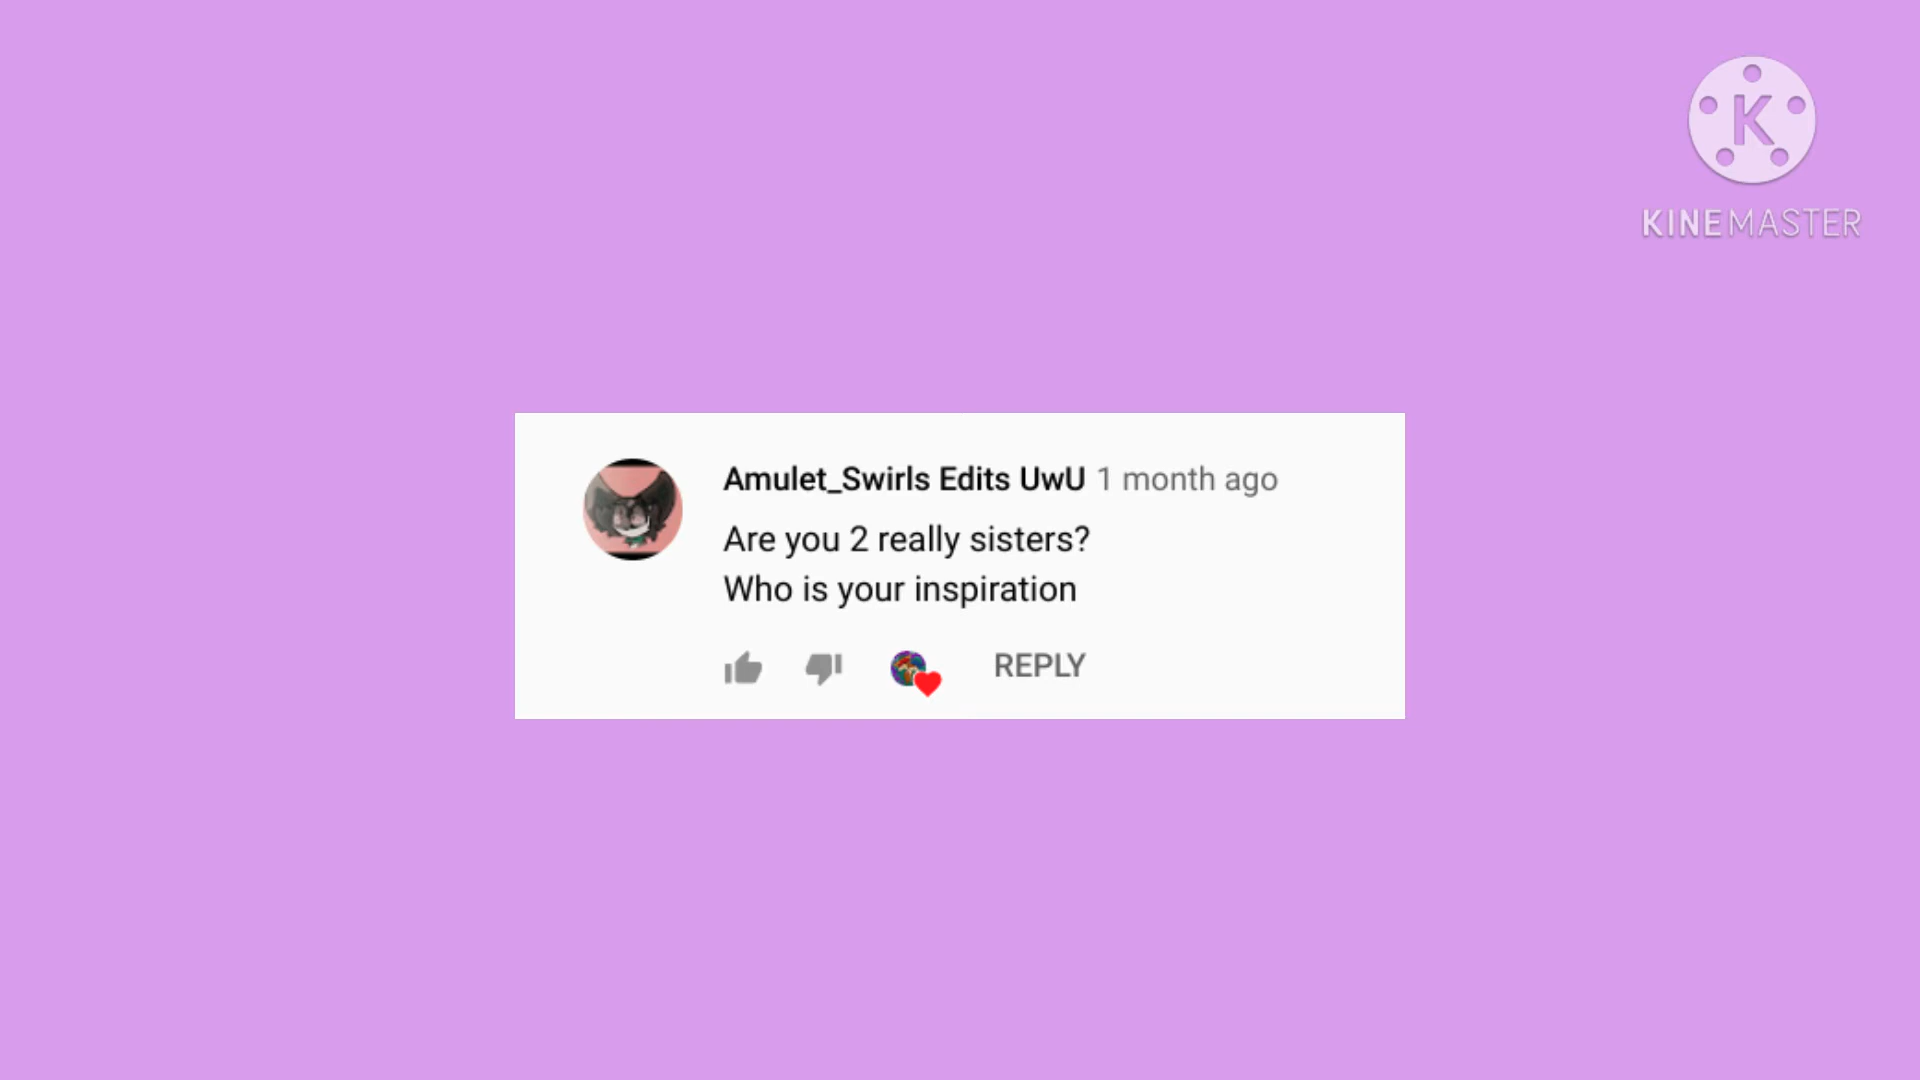 K
KINEMASTER
Amulet_Swirls Edits UwU 1 month ago
Are you 2 really sisters?
Who is your inspiration
REPLY